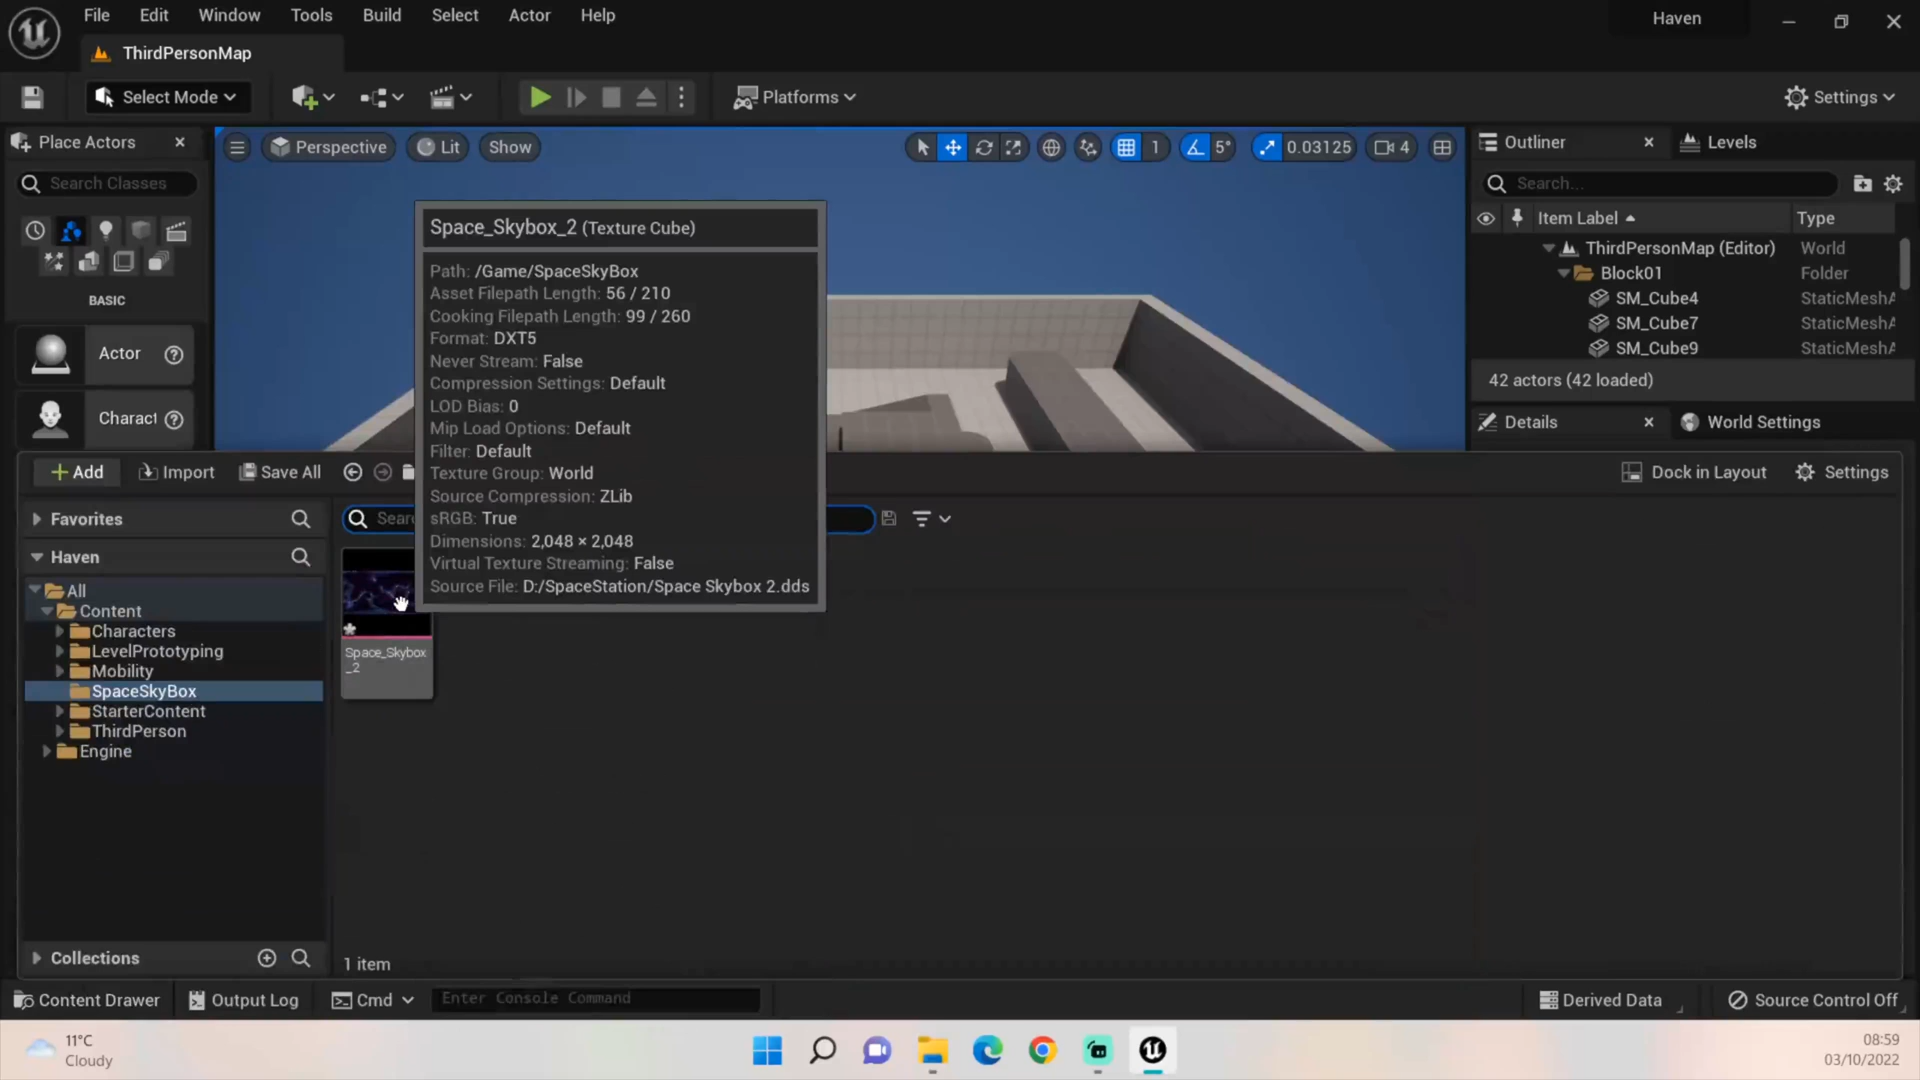 File Edit Window Tools Build Select Actor Help
Haven
ThirdPersonMap
Select Mode
Platforms
Settings
Place Actors
Search Classes
BASIC
Actor
Charact
Perspective
Lit
Show
1
5°
0.03125
4
Outliner
Levels
Search...
Item Label
Type
ThirdPersonMap (Editor) World
Block01 Folder
SM_Cube4 StaticMeshA
SM_Cube7 StaticMeshA
SM_Cube9 StaticMeshA
42 actors (42 loaded)
Details
World Settings
Space_Skybox_2 (Texture Cube)
Path: /Game/SpaceSkyBox
Asset Filepath Length: 56 / 210
Cooking Filepath Length: 99 / 260
Format: DXT5
Never Stream: False
Compression Settings: Default
LOD Bias: 0
Mip Load Options: Default
Filter: Default
Texture Group: World
Source Compression: ZLib
sRGB: True
Dimensions: 2,048 × 2,048
Virtual Texture Streaming: False
Source File: D:/SpaceStation/Space Skybox 2.dds
Add
Import
Save All
Dock in Layout
Settings
Favorites
Haven
All
Content
Characters
LevelPrototyping
Mobility
SpaceSkyBox
StarterContent
ThirdPerson
Engine
Collections
Space_Skybox
_2
1 item
Content Drawer
Output Log
Cmd
Enter Console Command
Derived Data
Source Control Off
11°C
Cloudy
08:59
03/10/2022